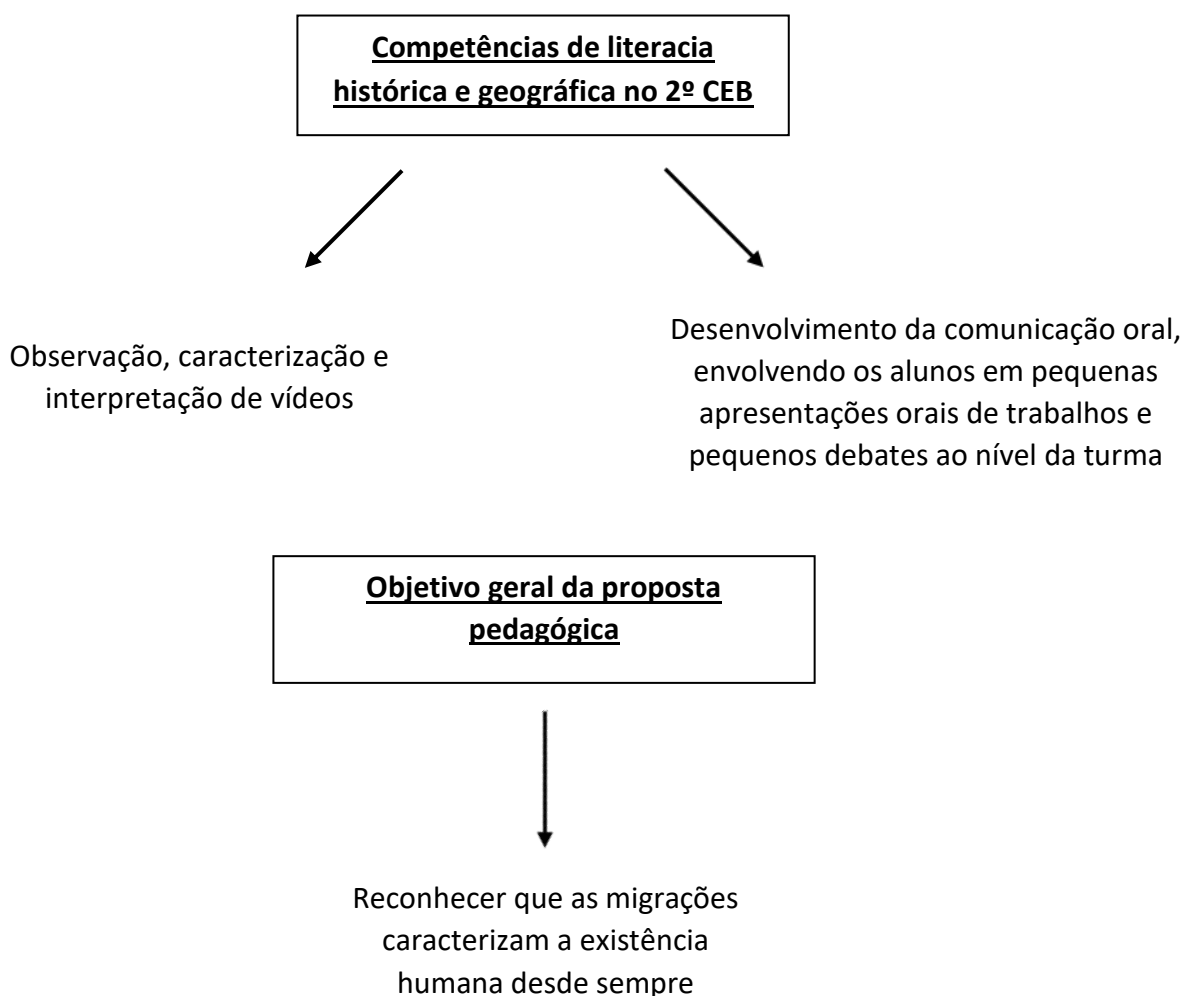 Competências de literacia
histórica e geográfica no 2º CEB
Observação, caracterização e
interpretação de vídeos
Desenvolvimento da comunicação oral,
envolvendo os alunos em pequenas
apresentações orais de trabalhos e
pequenos debates ao nível da turma
Objetivo geral da proposta
pedagógica
Reconhecer que as migrações
caracterizam a existência
humana desde sempre